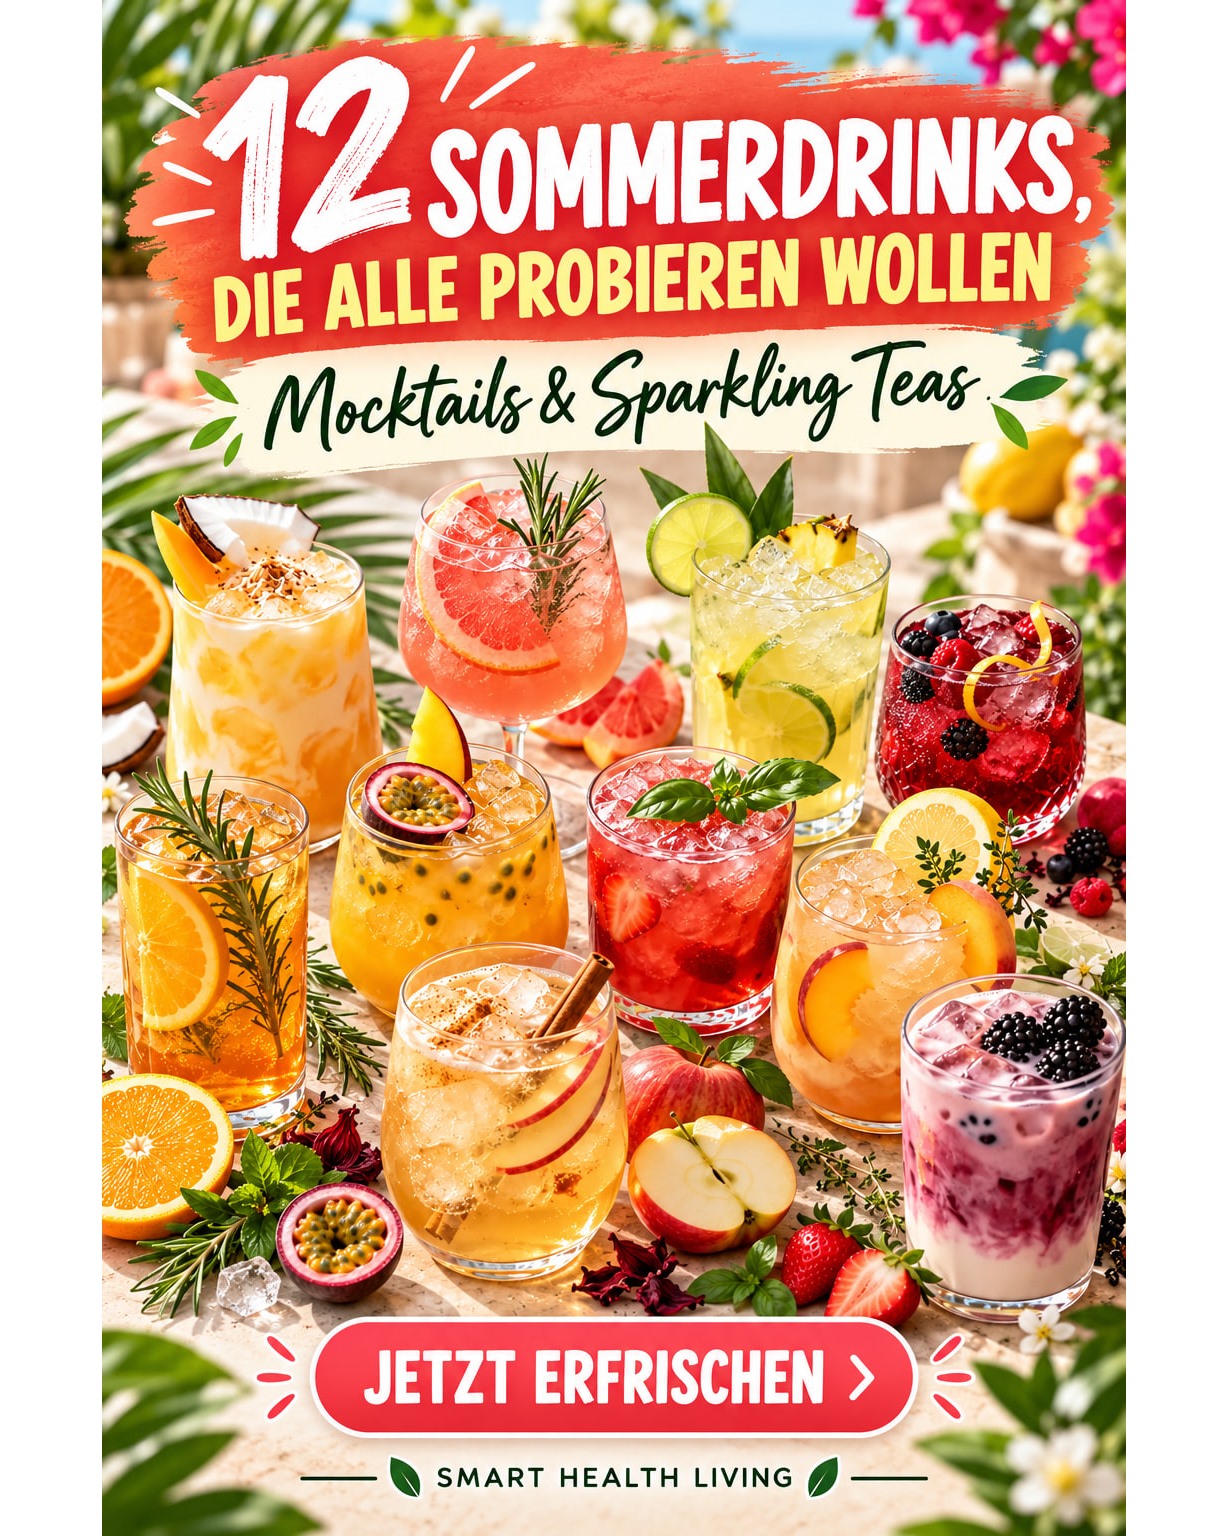 12 SOMMERDRINKS,
DIE ALLE PROBIEREN WOLLEN
Mocktails & Sparkling Teas
JETZT ERFRISCHEN
SMART HEALTH LIVING